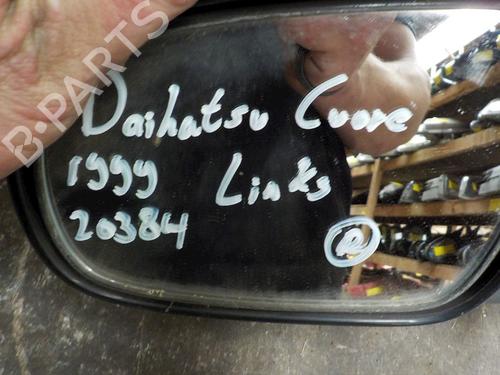 B-PARTS
Daihatsu Cuore
1999 Links
20384
R